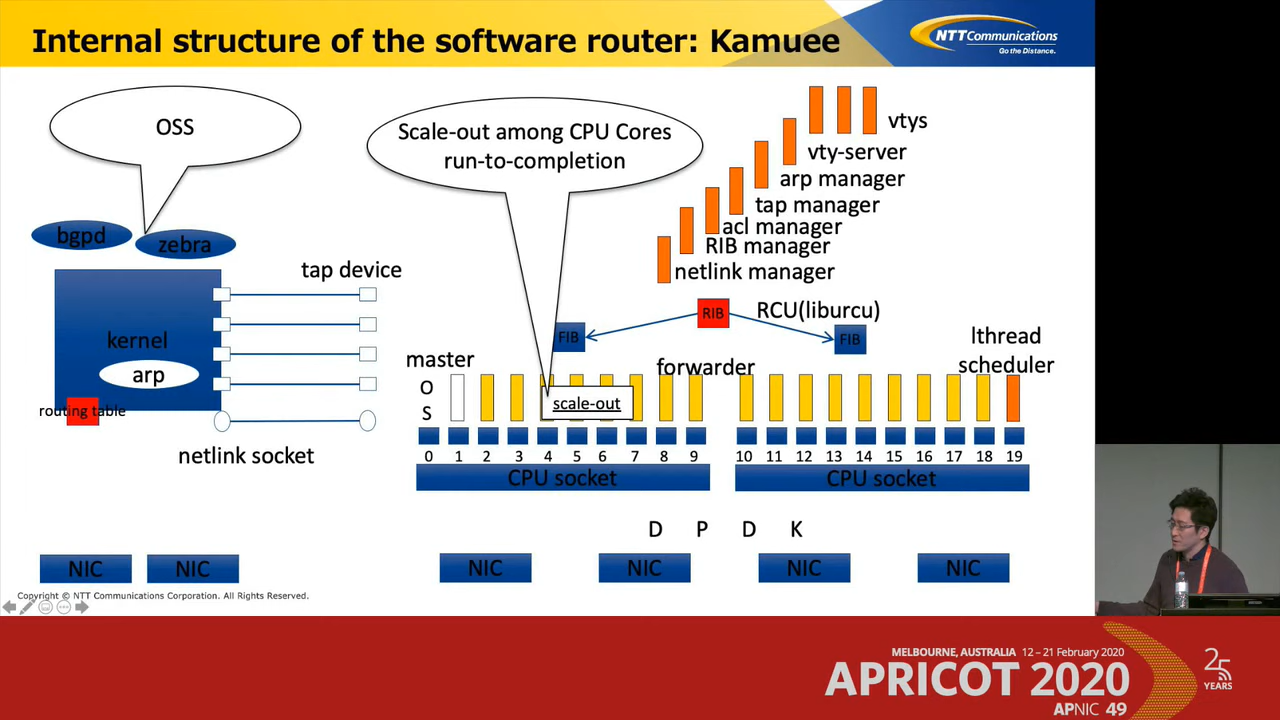 Internal structure of the software router: Kamuee
NTT Communications
Go the Distance.
OSS
Scale-out among CPU Cores
run-to-completion
vtys
vty-server
arp manager
tap manager
acl manager
RIB manager
netlink manager
bgpd
zebra
tap device
kernel
arp
routing table
netlink socket
RIB
RCU(liburcu)
FIB
FIB
master
forwarder
lthread
scheduler
O
S
scale-out
0 1 2 3 4 5 6 7 8 9
10 11 12 13 14 15 16 17 18 19
CPU socket
CPU socket
D P D K
NIC
NIC
NIC
NIC
NIC
NIC
Copyright © NTT Communications Corporation. All Rights Reserved.
MELBOURNE, AUSTRALIA 12 – 21 February 2020
APRICOT 2020
APNIC 49
25
YEARS